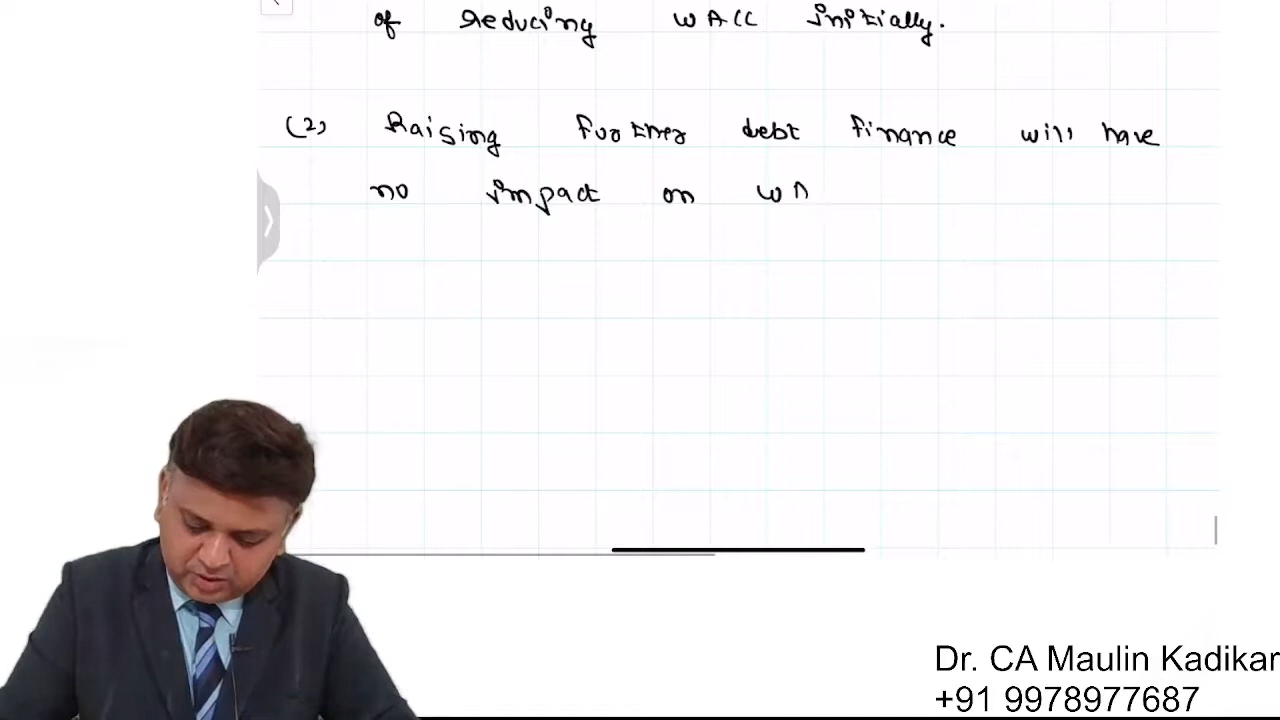 of reducing WACC initially.
(2) Raising further debt finance will have
no impact on WA
Dr. CA Maulin Kadikar
+91 9978977687